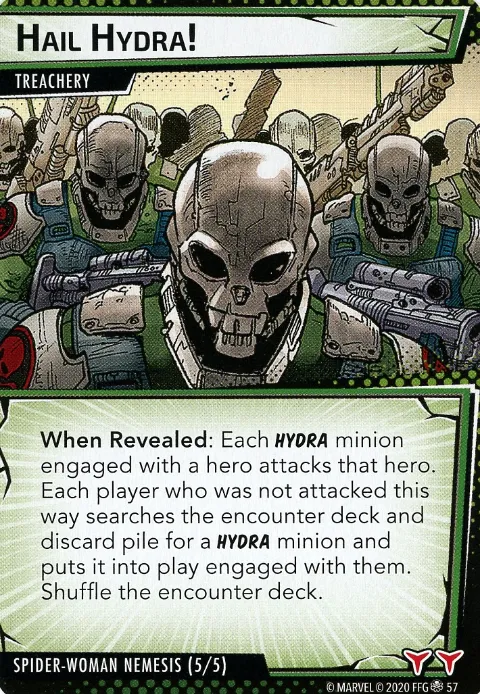 Hail Hydra!
TREACHERY
When Revealed: Each HYDRA minion
engaged with a hero attacks that hero.
Each player who was not attacked this
way searches the encounter deck and
discard pile for a HYDRA minion and
puts it into play engaged with them.
Shuffle the encounter deck.
SPIDER-WOMAN NEMESIS (5/5)
© MARVEL © 2020 FFG 57